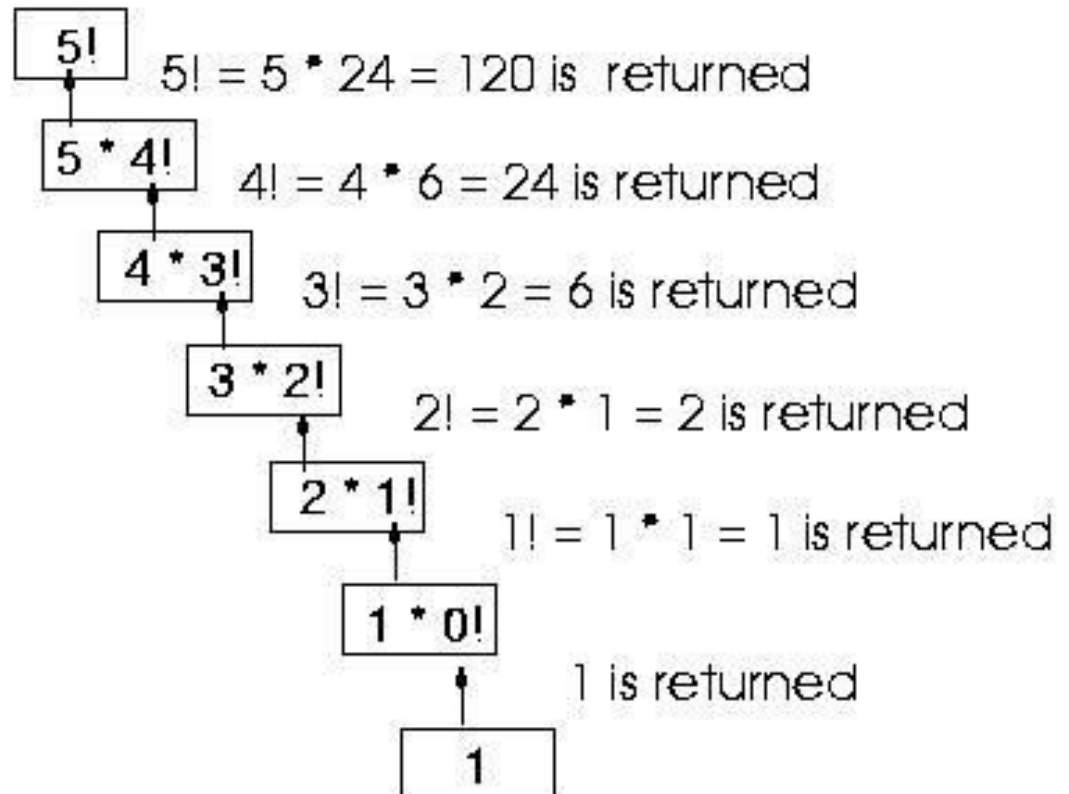 5!
5! = 5 * 24 = 120 is returned
5 * 4!
4! = 4 * 6 = 24 is returned
4 * 3!
3! = 3 * 2 = 6 is returned
3 * 2!
2! = 2 * 1 = 2 is returned
2 * 1!
1! = 1 * 1 = 1 is returned
1 * 0!
1 is returned
1